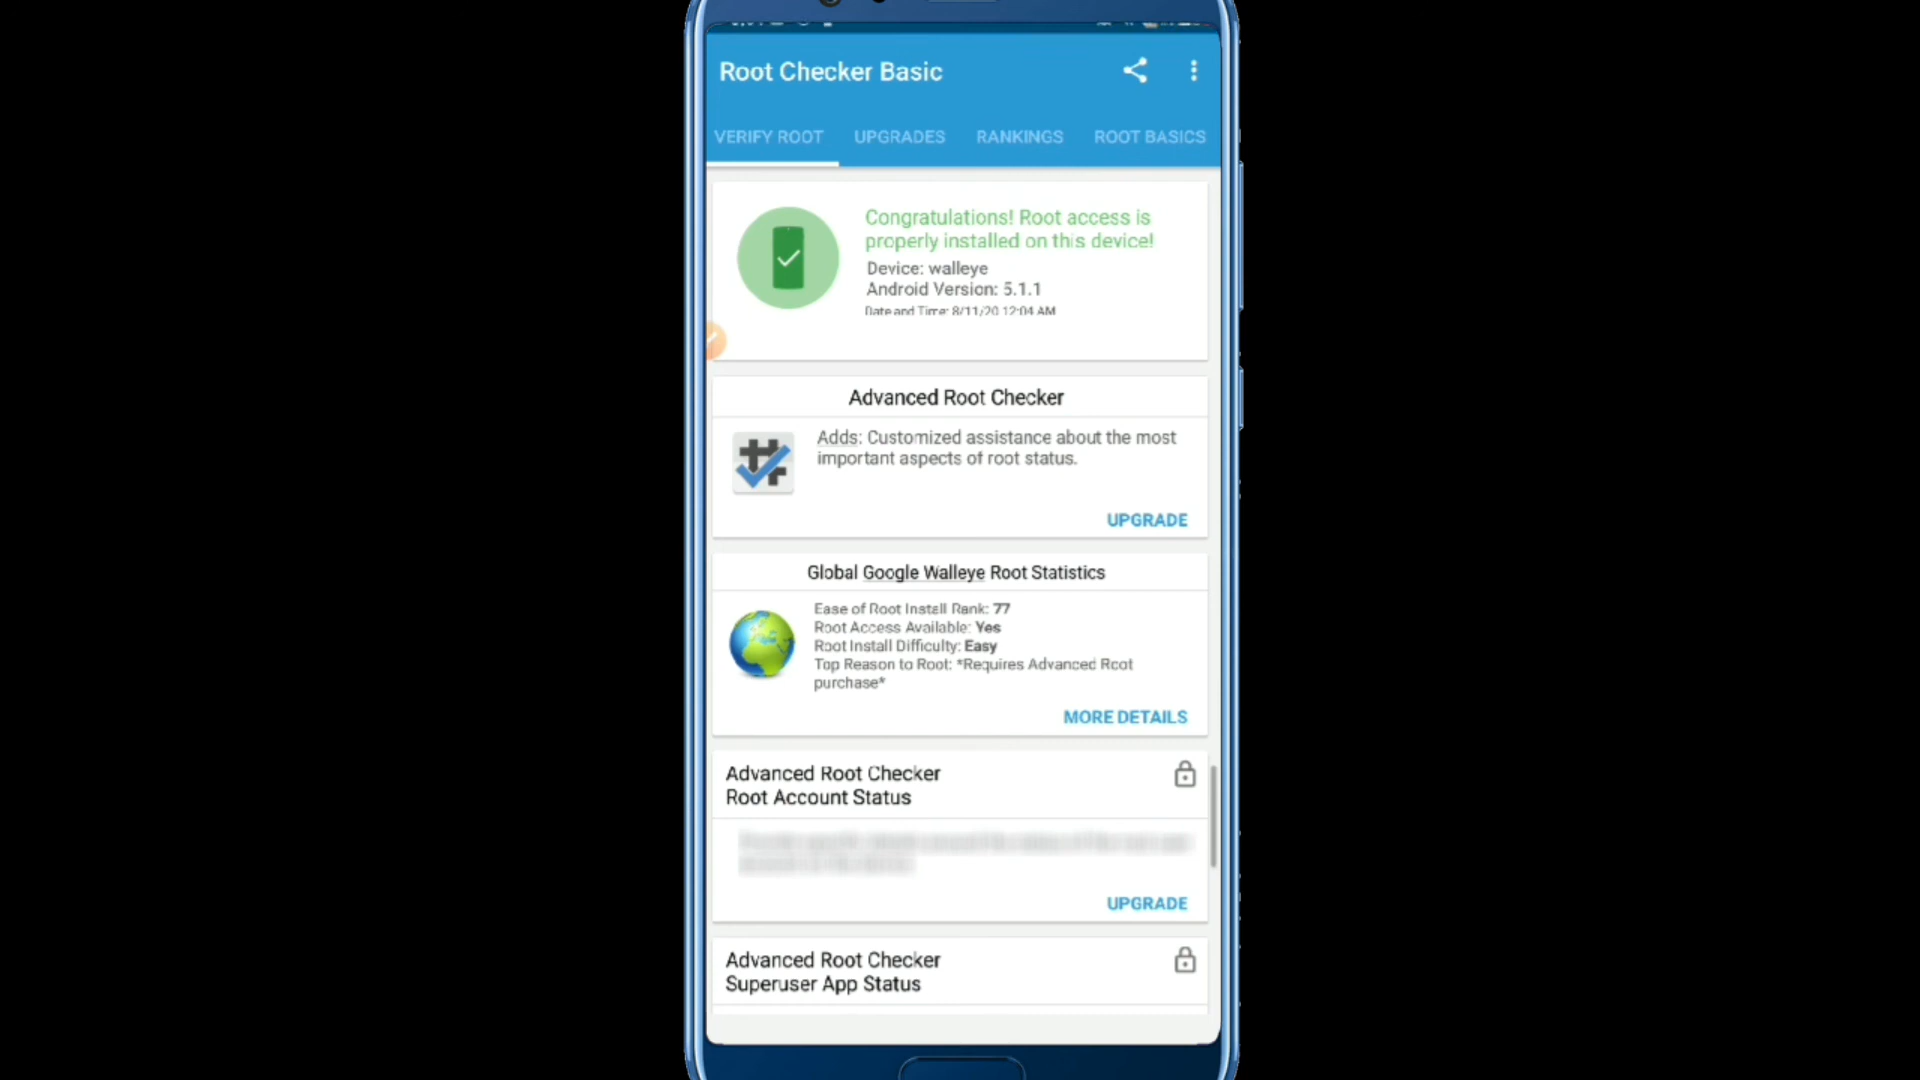 Root Checker Basic
VERIFY ROOT UPGRADES RANKINGS ROOT BASICS
Congratulations! Root access is
properly installed on this device!
Device: walleye
Android Version: 5.1.1
Date and Time: 8/11/20 12:04 AM
Advanced Root Checker
Adds: Customized assistance about the most
important aspects of root status.
UPGRADE
Global Google Walleye Root Statistics
Ease of Root Install Rank: 77
Root Access Available: Yes
Root Install Difficulty: Easy
Top Reason to Root: *Requires Advanced Root
purchase*
MORE DETAILS
Advanced Root Checker
Root Account Status
UPGRADE
Advanced Root Checker
Superuser App Status